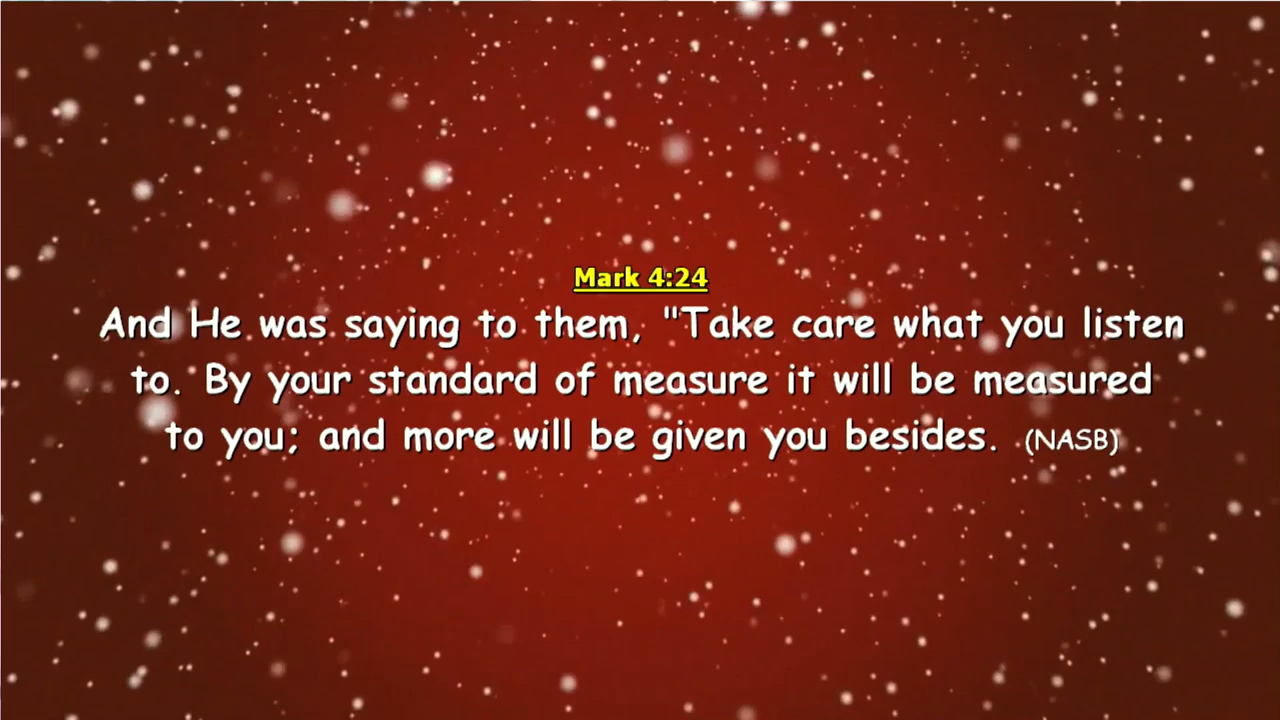 Mark 4:24
And He was saying to them, "Take care what you listen
to. By your standard of measure it will be measured
to you; and more will be given you besides. (NASB)